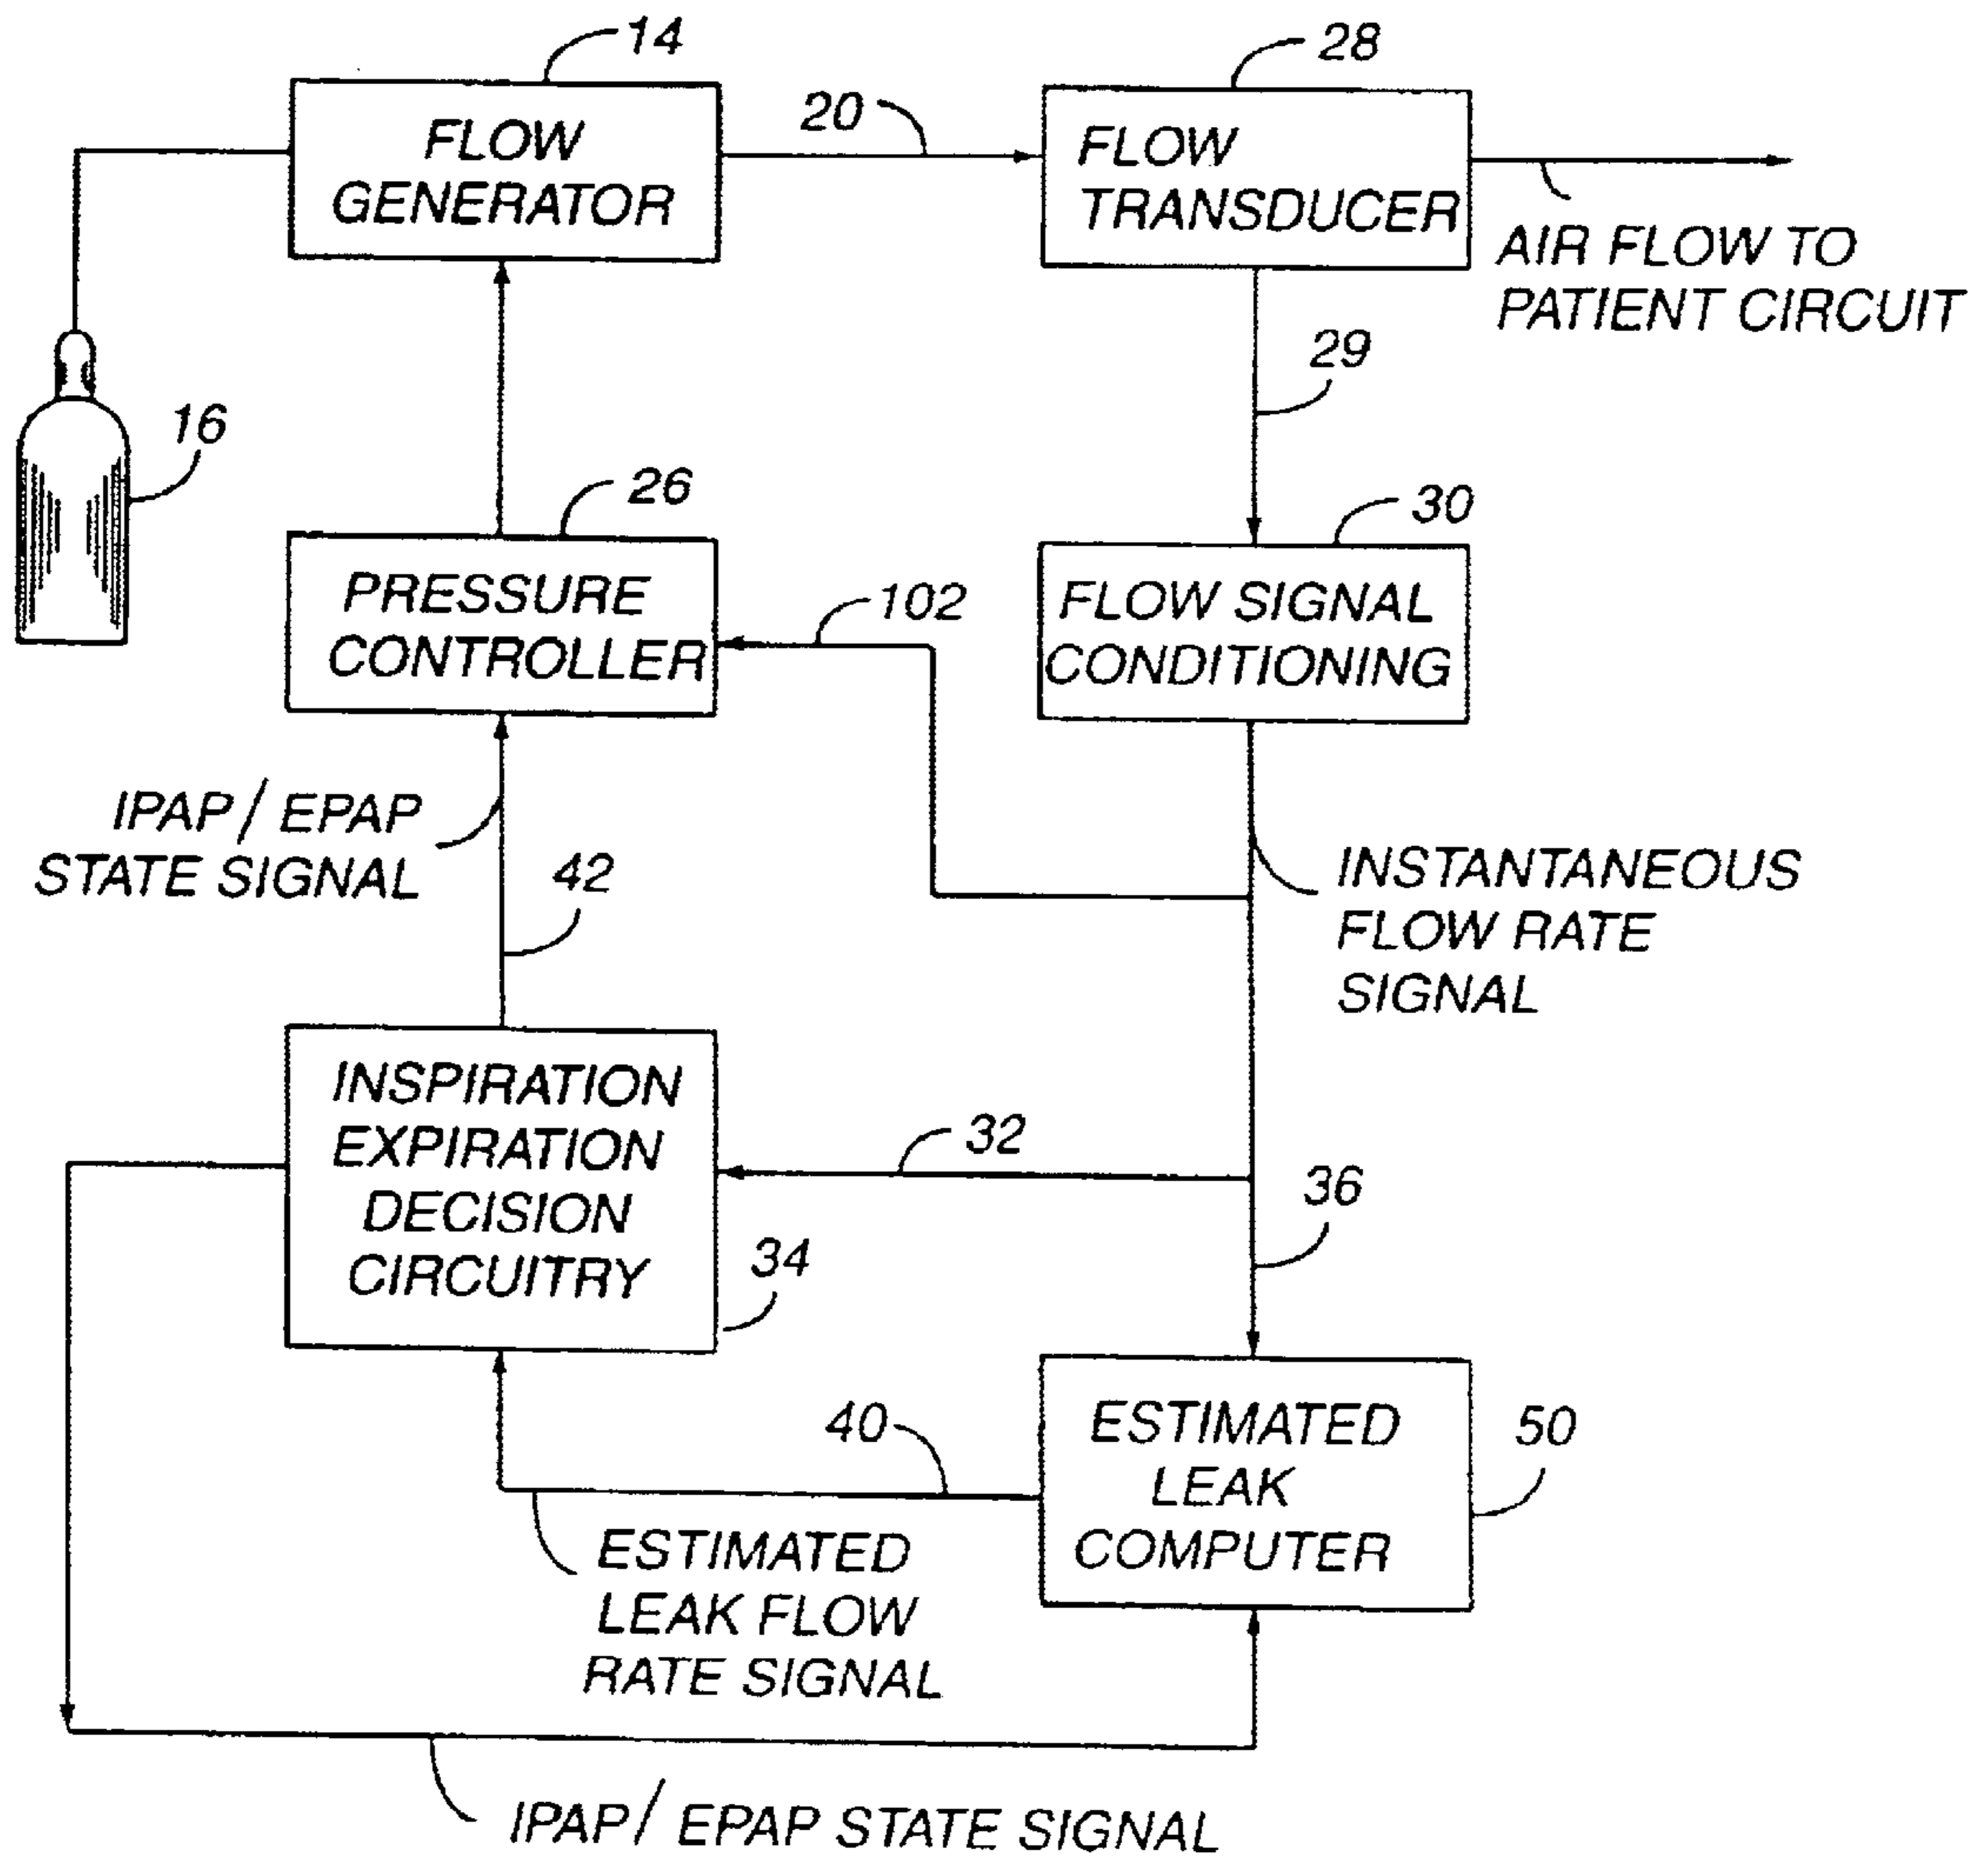 14
28
20
FLOW
GENERATOR
FLOW
TRANSDUCER
AIR FLOW TO
PATIENT CIRCUIT
29
16
26
30
PRESSURE
CONTROLLER
102
FLOW SIGNAL
CONDITIONING
IPAP/EPAP
STATE SIGNAL
42
INSTANTANEOUS
FLOW RATE
SIGNAL
INSPIRATION
EXPIRATION
DECISION
CIRCUITRY
32
36
34
40
ESTIMATED
LEAK
COMPUTER
50
ESTIMATED
LEAK FLOW
RATE SIGNAL
IPAP/EPAP STATE SIGNAL